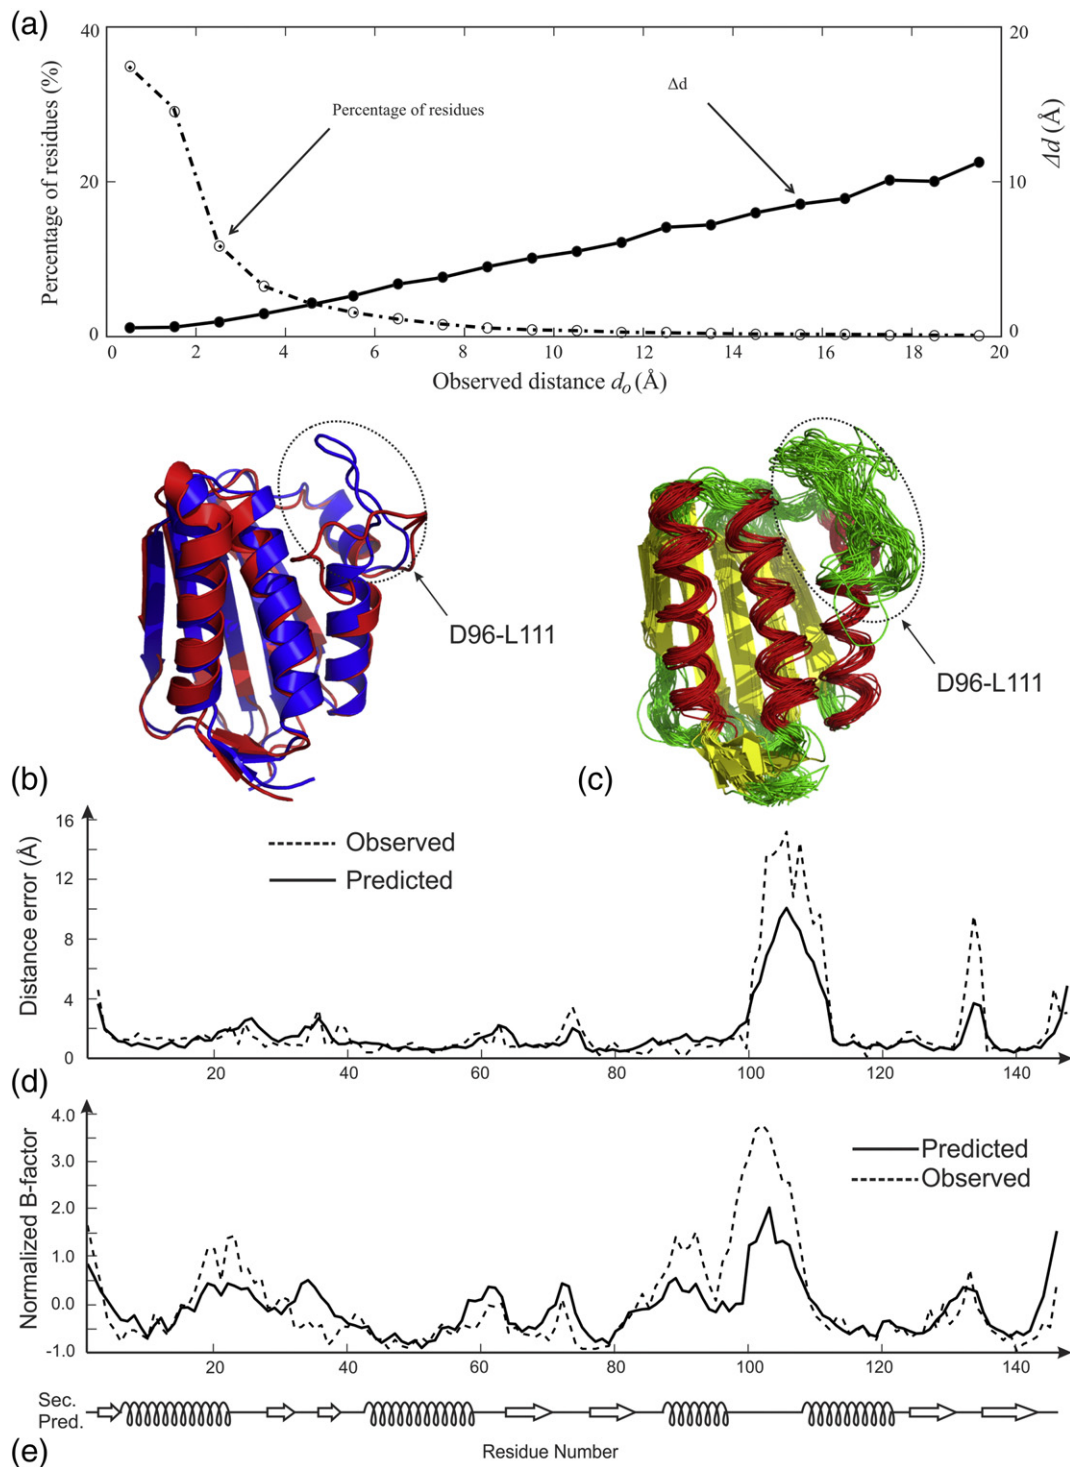 (a)
40
20
0
Percentage of residues (%)
20
10
0
Δd (Å)
Percentage of residues
Δd
0 2 4 6 8 10 12 14 16 18 20
Observed distance do (Å)
D96-L111
D96-L111
(b)
(c)
16
12
8
4
0
Distance error (Å)
Observed
Predicted
20 40 60 80 100 120 140
(d)
4.0
3.0
2.0
1.0
0.0
-1.0
Normalized B-factor
Predicted
Observed
20 40 60 80 100 120 140
Sec.
Pred.
(e)
Residue Number